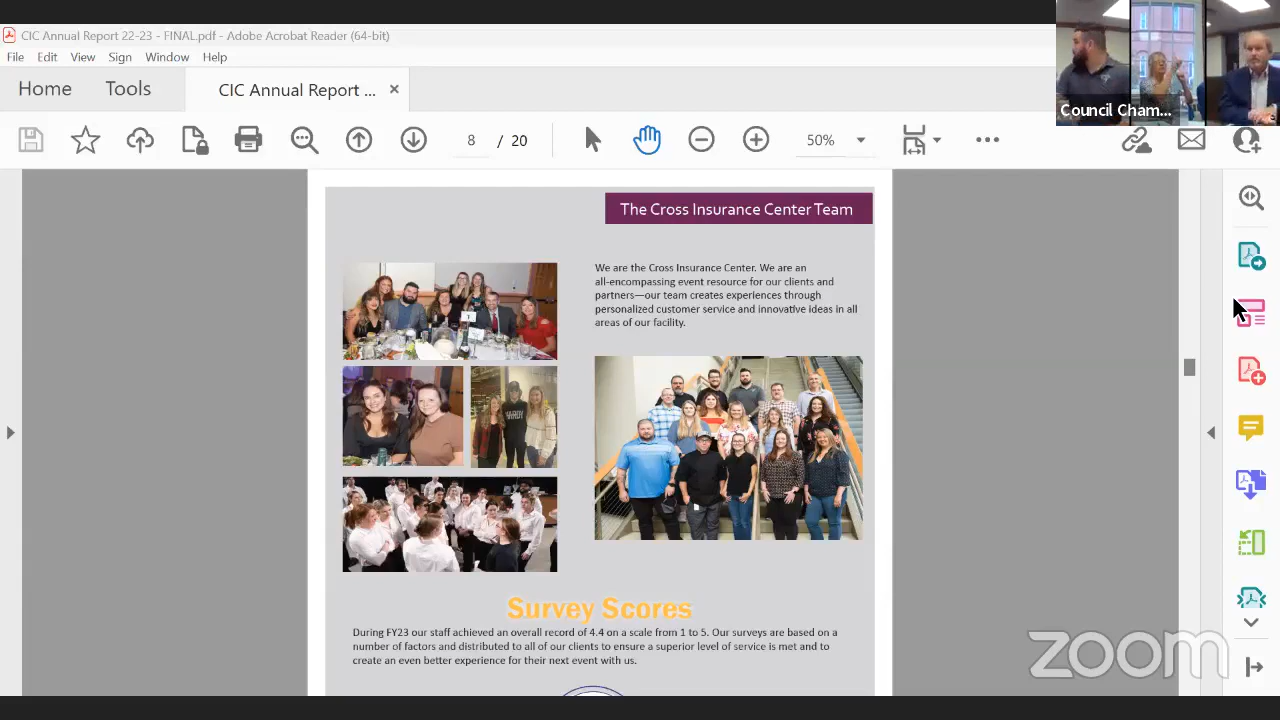 CIC Annual Report 22-23 - FINAL.pdf - Adobe Acrobat Reader (64-bit)
File Edit View Sign Window Help
Home Tools CIC Annual Report ... ×
Council Cham...
8 / 20 50%
The Cross Insurance Center Team
We are the Cross Insurance Center. We are an
all-encompassing event resource for our clients and
partners—our team creates experiences through
personalized customer service and innovative ideas in all
areas of our facility.
Survey Scores
During FY23 our staff achieved an overall record of 4.4 on a scale from 1 to 5. Our surveys are based on a
number of factors and distributed to all of our clients to ensure a superior level of service is met and to
create an even better experience for their next event with us.
zoom